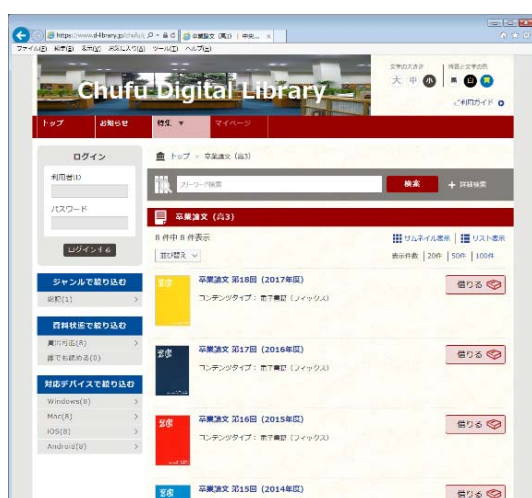 https://www.d-library.jp/chufu/g
卒業論文（高3） | 中央...
ファイル(F) 編集(E) 表示(V) お気に入り(A) ツール(T) ヘルプ(H)
Chufu Digital Library
文字の大きさ
大 中 小
背景と文字の色
ご利用ガイド
トップ お知らせ 特集 ▼ マイページ
ログイン
利用者ID
パスワード
ログインする
トップ > 卒業論文（高3）
フリーワード検索
検索
+ 詳細検索
卒業論文（高3）
8 件中 8 件表示
サムネイル表示 | リスト表示
並び替え
表示件数 | 20件 | 50件 | 100件
ジャンルで絞り込む
資料状態で絞り込む
貸出可能(8)
誰でも読める(0)
対応デバイスで絞り込む
Windows(8)
Mac(8)
iOS(8)
Android(8)
卒業論文 第18回（2017年度）
コンテンツタイプ：電子書籍（フィックス）
借りる
卒業論文 第17回（2016年度）
コンテンツタイプ：電子書籍（フィックス）
借りる
卒業論文 第16回（2015年度）
コンテンツタイプ：電子書籍（フィックス）
借りる
卒業論文 第15回（2014年度）
借りる